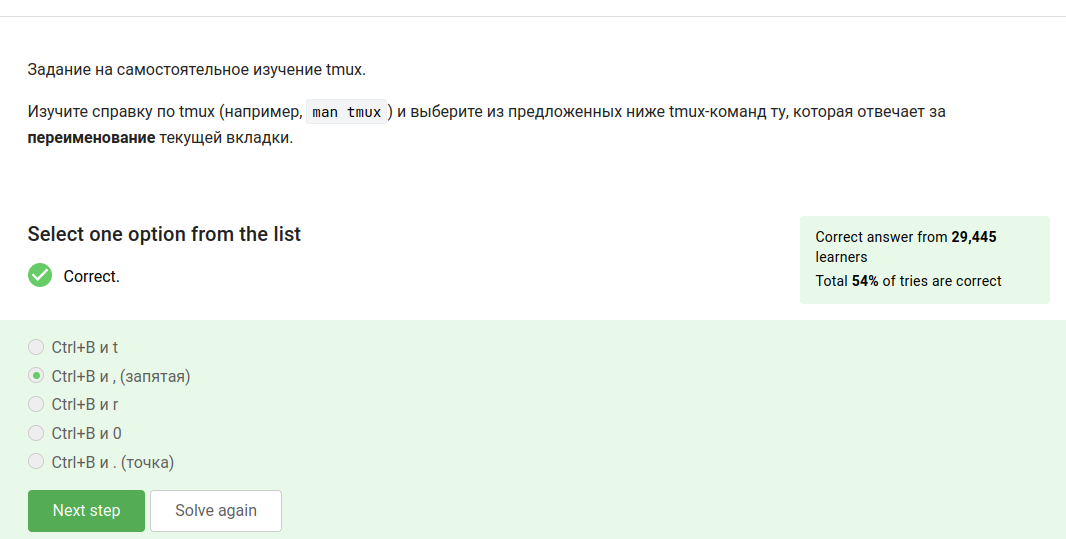 Задание на самостоятельное изучение tmux.
Изучите справку по tmux (например, man tmux ) и выберите из предложенных ниже tmux-команд ту, которая отвечает за
переименование текущей вкладки.
Select one option from the list
Correct.
Correct answer from 29,445
learners
Total 54% of tries are correct
Ctrl+B и t
Ctrl+B и , (запятая)
Ctrl+B и r
Ctrl+B и 0
Ctrl+B и . (точка)
Next step
Solve again